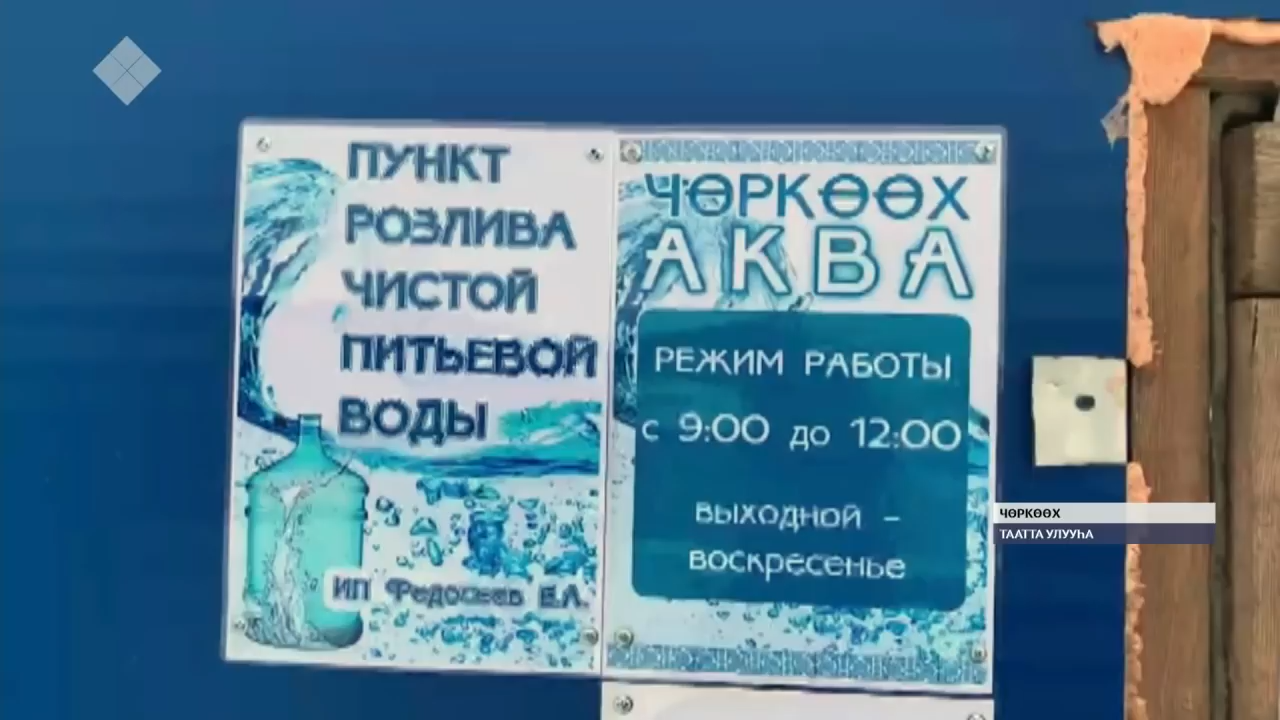 ПУНКТ
РОЗЛИВА
ЧИСТОЙ
ПИТЬЕВОЙ
ВОДЫ
ИП Федосеев Е.А.
ЧӨРКӨӨХ
АКВА
РЕЖИМ РАБОТЫ
с 9:00 до 12:00
выходной –
воскресенье
ЧӨРКӨӨХ
ТААТТА УЛУУҺА